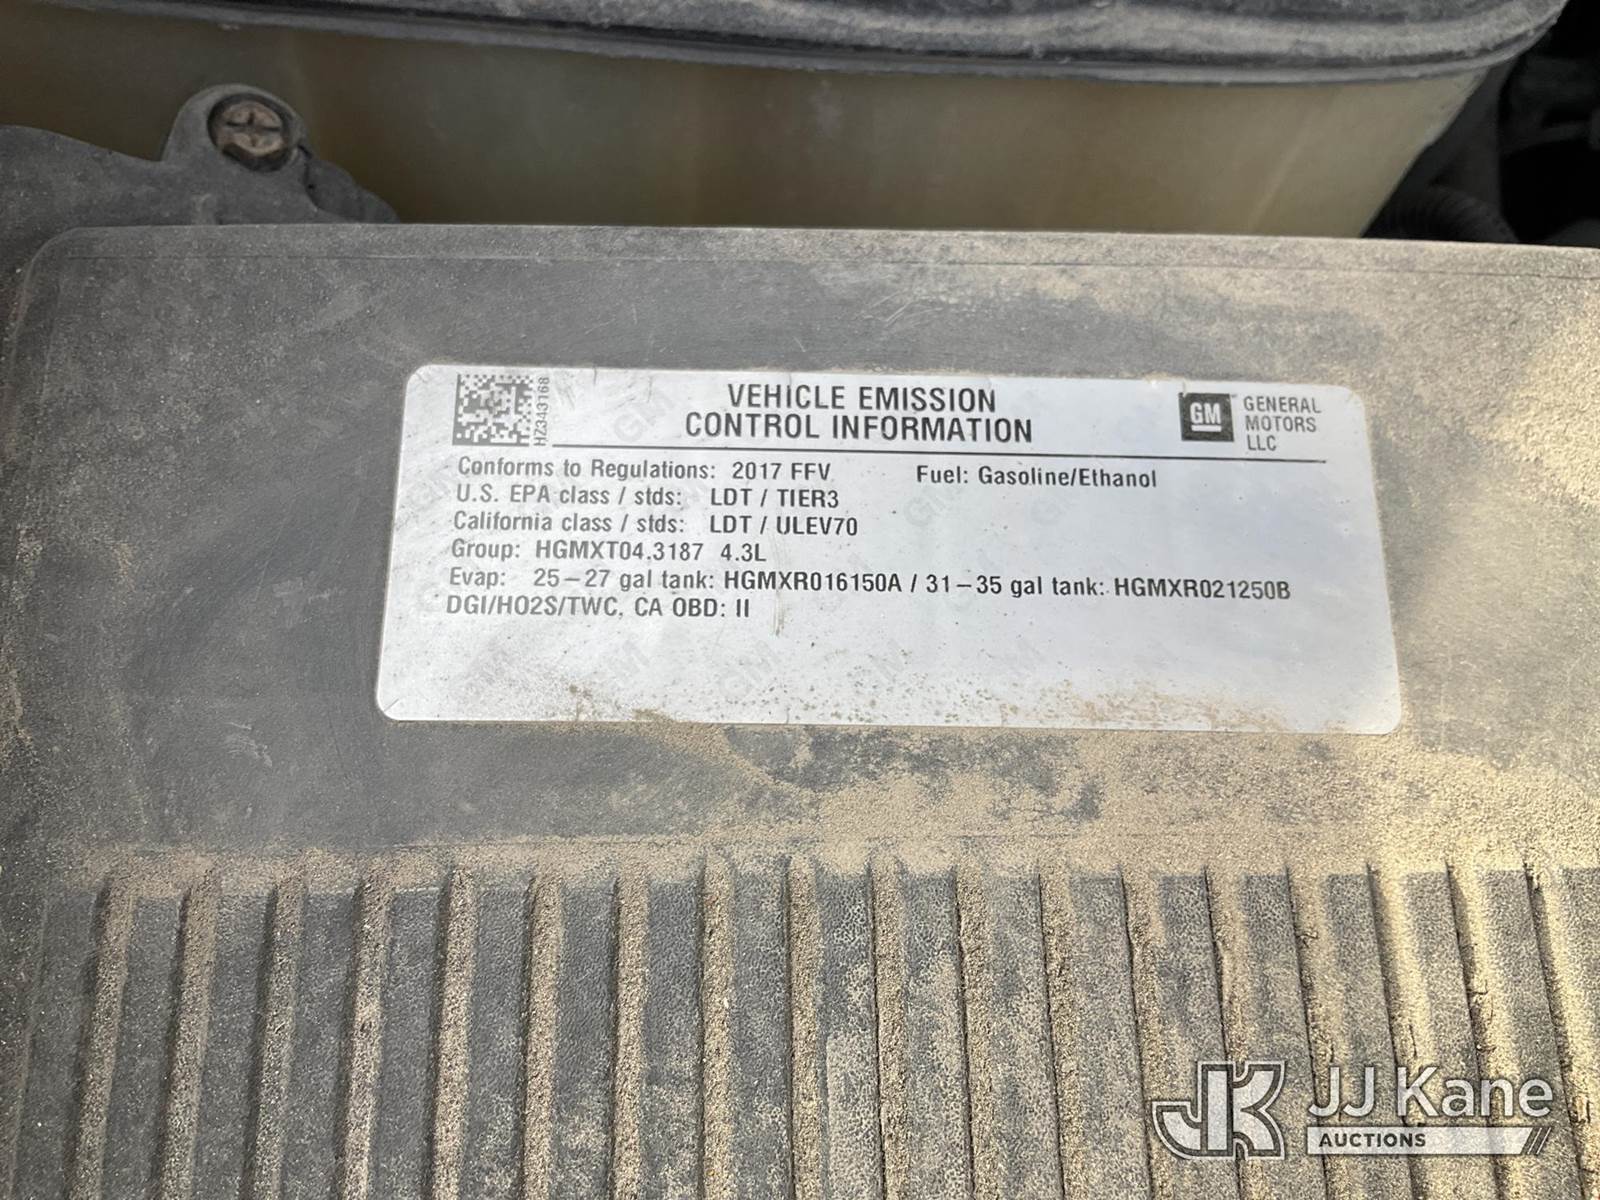 HZ343168
VEHICLE EMISSION
CONTROL INFORMATION
GM GENERAL
MOTORS
LLC
Conforms to Regulations: 2017 FFV Fuel: Gasoline/Ethanol
U.S. EPA class / stds: LDT / TIER3
California class / stds: LDT / ULEV70
Group: HGMXT04.3187 4.3L
Evap: 25–27 gal tank: HGMXR016150A / 31–35 gal tank: HGMXR021250B
DGI/HO2S/TWC, CA OBD: II
JK JJ Kane
AUCTIONS